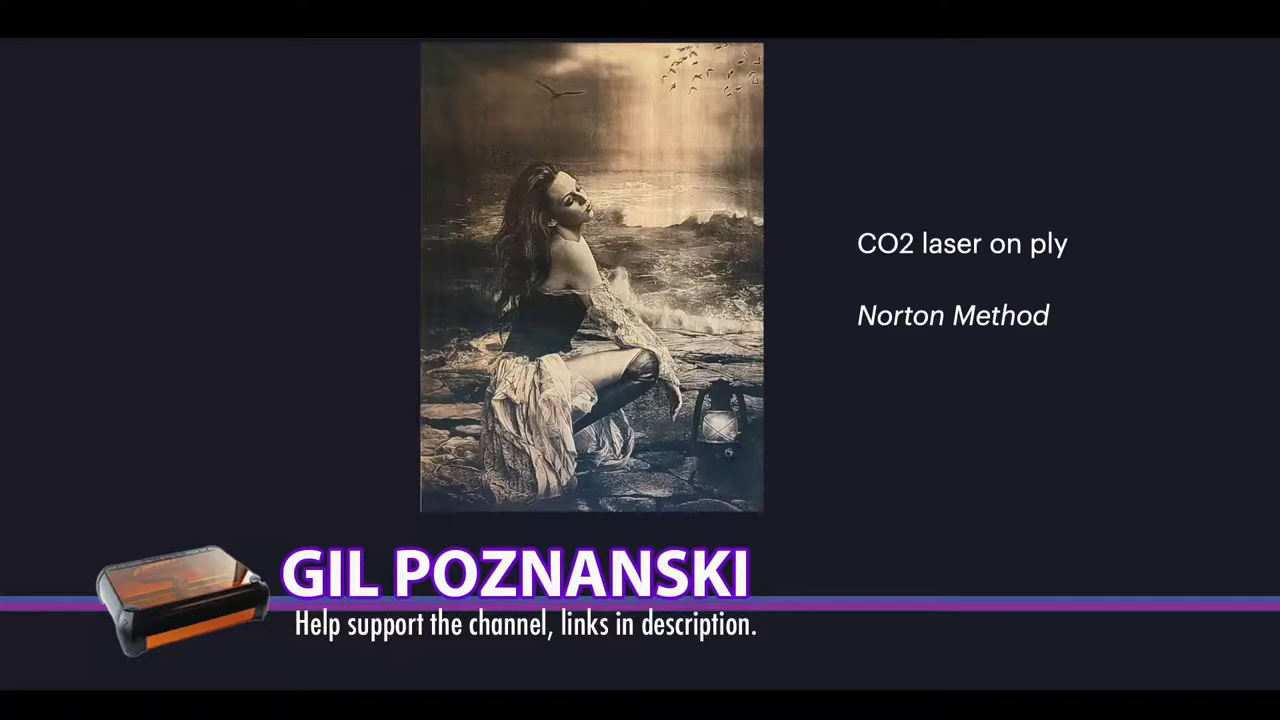 CO2 laser on ply
Norton Method
GIL POZNANSKI
Help support the channel, links in description.